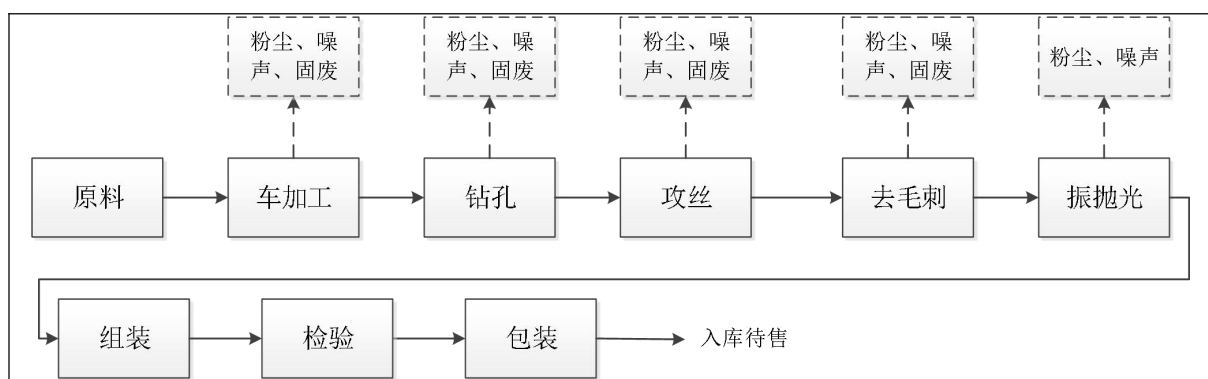 粉尘、噪
声、固废
粉尘、噪
声、固废
粉尘、噪
声、固废
粉尘、噪
声、固废
粉尘、噪声
原料
车加工
钻孔
攻丝
去毛刺
振抛光
组装
检验
包装
入库待售